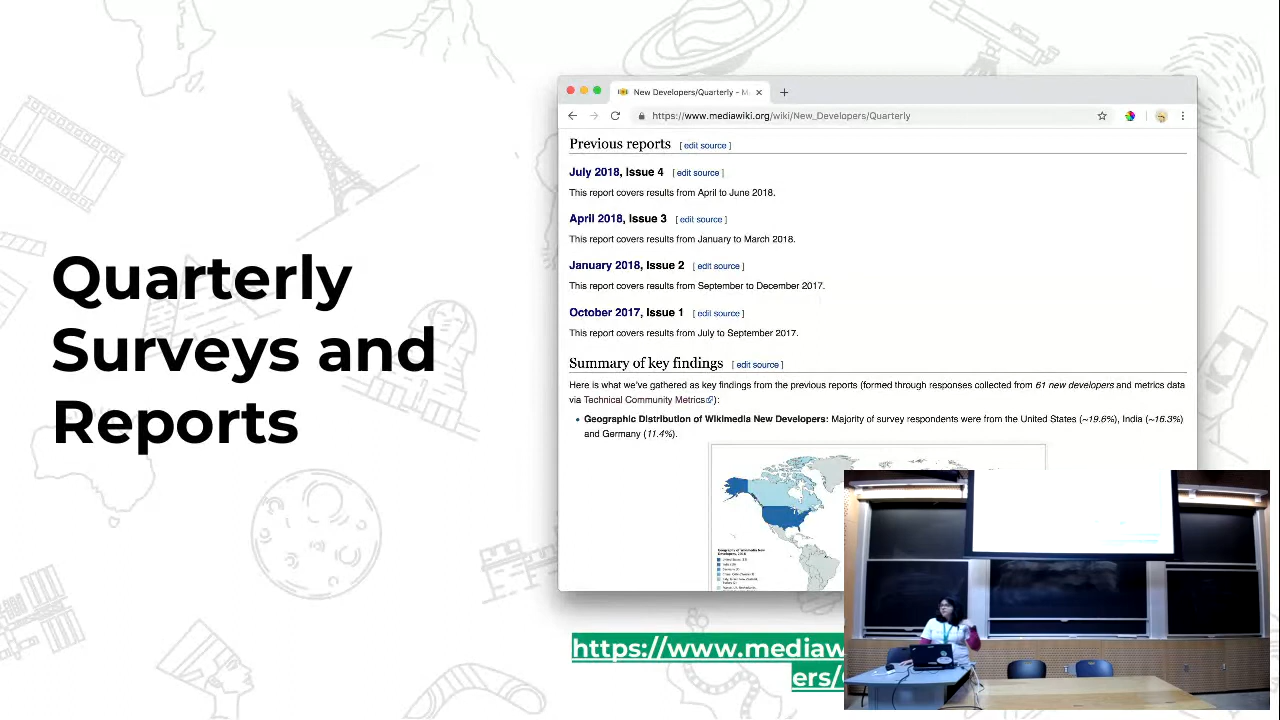 Quarterly
Surveys and
Reports
New Developers/Quarterly - M
https://www.mediawiki.org/wiki/New_Developers/Quarterly
Previous reports [ edit source ]
July 2018, Issue 4 [ edit source ]
This report covers results from April to June 2018.
April 2018, Issue 3 [ edit source ]
This report covers results from January to March 2018.
January 2018, Issue 2 [ edit source ]
This report covers results from September to December 2017.
October 2017, Issue 1 [ edit source ]
This report covers results from July to September 2017.
Summary of key findings [ edit source ]
Here is what we've gathered as key findings from the previous reports (formed through responses collected from 61 new developers and metrics data
via Technical Community Metrics):
• Geographic Distribution of Wikimedia New Developers: Majority of survey respondents were from the United States (~19.6%), India (~16.3%)
and Germany (11.4%).
Geography of Wikimedia New
Developers, 2018
https://www.mediaw
ers/